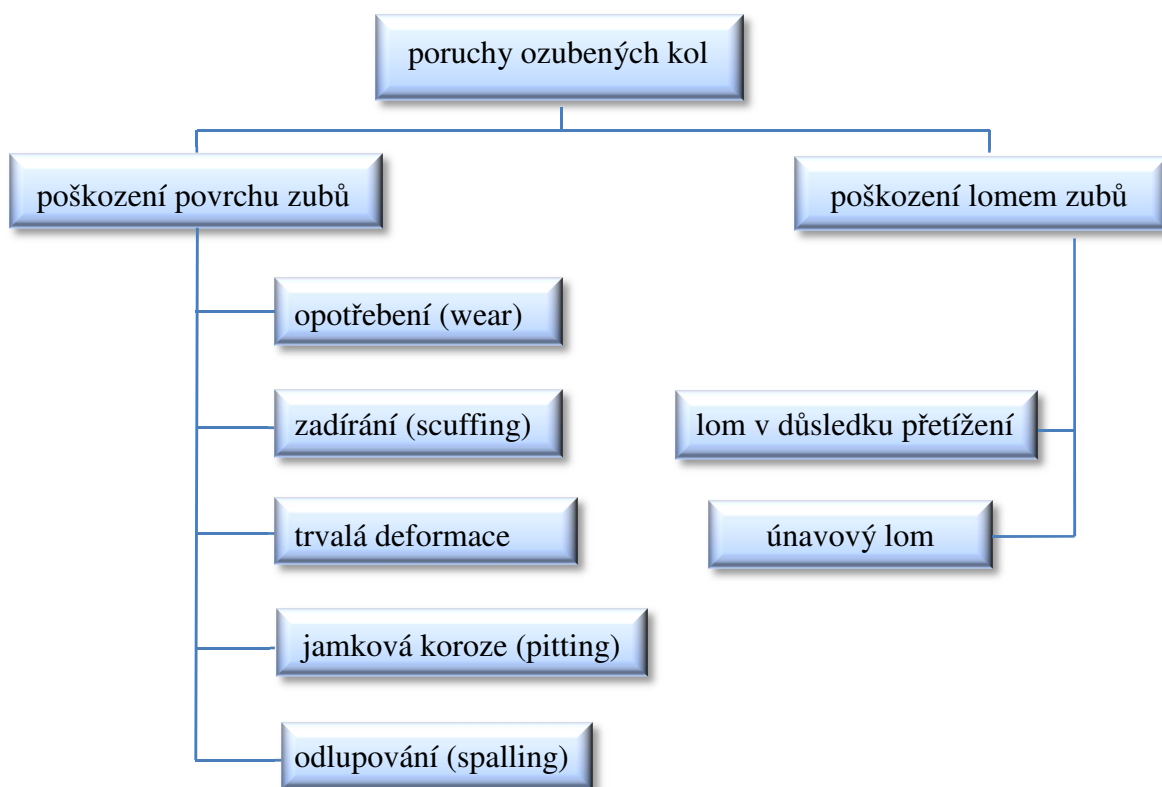 poruchy ozubených kol
poškození povrchu zubů
poškození lomem zubů
opotřebení (wear)
zadírání (scuffing)
lom v důsledku přetížení
trvalá deformace
únavový lom
jamková koroze (pitting)
odlupování (spalling)